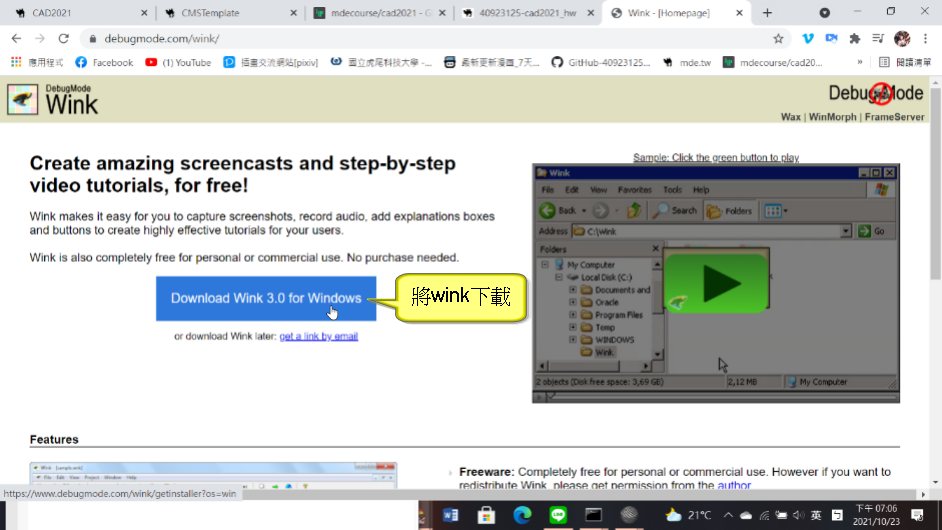 CAD2021
CMSTemplate
mdecourse/cad2021 - G
40923125-cad2021_hw
Wink - [Homepage]
debugmode.com/wink/
應用程式
Facebook
(1) YouTube
插畫交流網站[pixiv]
國立虎尾科技大學 -...
最新更新漫畫_7天...
GitHub-40923125...
mde.tw
mdecourse/cad20...
»
閱讀清單
DebugMode
Wink
DebugMode
Wax | WinMorph | FrameServer
Create amazing screencasts and step-by-step
video tutorials, for free!
Wink makes it easy for you to capture screenshots, record audio, add explanations boxes
and buttons to create highly effective tutorials for your users.
Wink is also completely free for personal or commercial use. No purchase needed.
Download Wink 3.0 for Windows
將wink下載
or download Wink later: get a link by email
Sample: Click the green button to play
Wink
File Edit View Favorites Tools Help
Back Search Folders
Address C:\Wink Go
Folders
My Computer
Local Disk (C:)
Documents and
Oracle
Program Files
Temp
WINDOWS
Wink
2 objects (Disk free space: 3,69 GB) 2,12 MB My Computer
Features
Wink - [sample.wnk]
File Edit View Project Window Help
Freeware: Completely free for personal or commercial use. However if you want to
redistribute Wink, please get permission from the author.
https://www.debugmode.com/wink/getinstaller?os=win
21°C
英
下午 07:06
2021/10/23